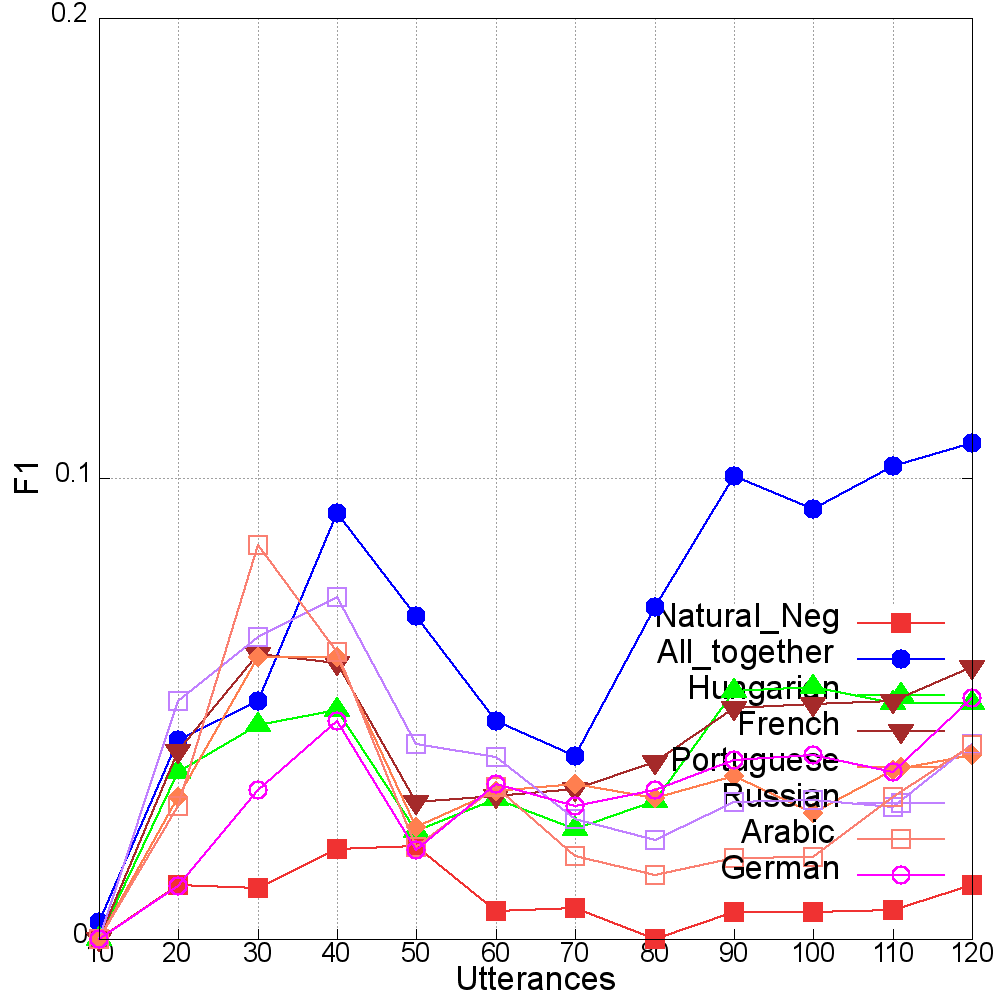 0.2
0.1
0
F1
10 20 30 40 50 60 70 80 90 100 110 120
Utterances
Natural_Neg
All_together
Hungarian
French
Portuguese
Russian
Arabic
German